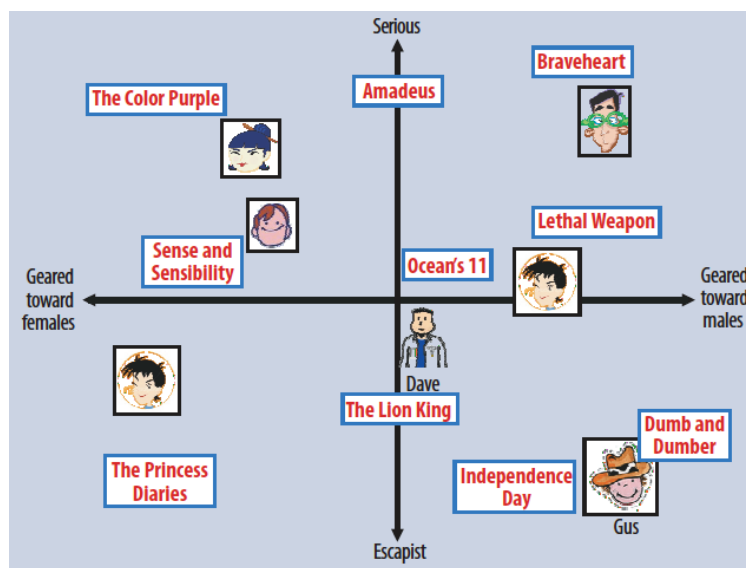 Serious
Braveheart
The Color Purple
Amadeus
Lethal Weapon
Sense and
Sensibility
Ocean's 11
Geared
toward
females
Geared
toward
males
Dave
The Lion King
Dumb and
Dumber
The Princess
Diaries
Independence
Day
Gus
Escapist